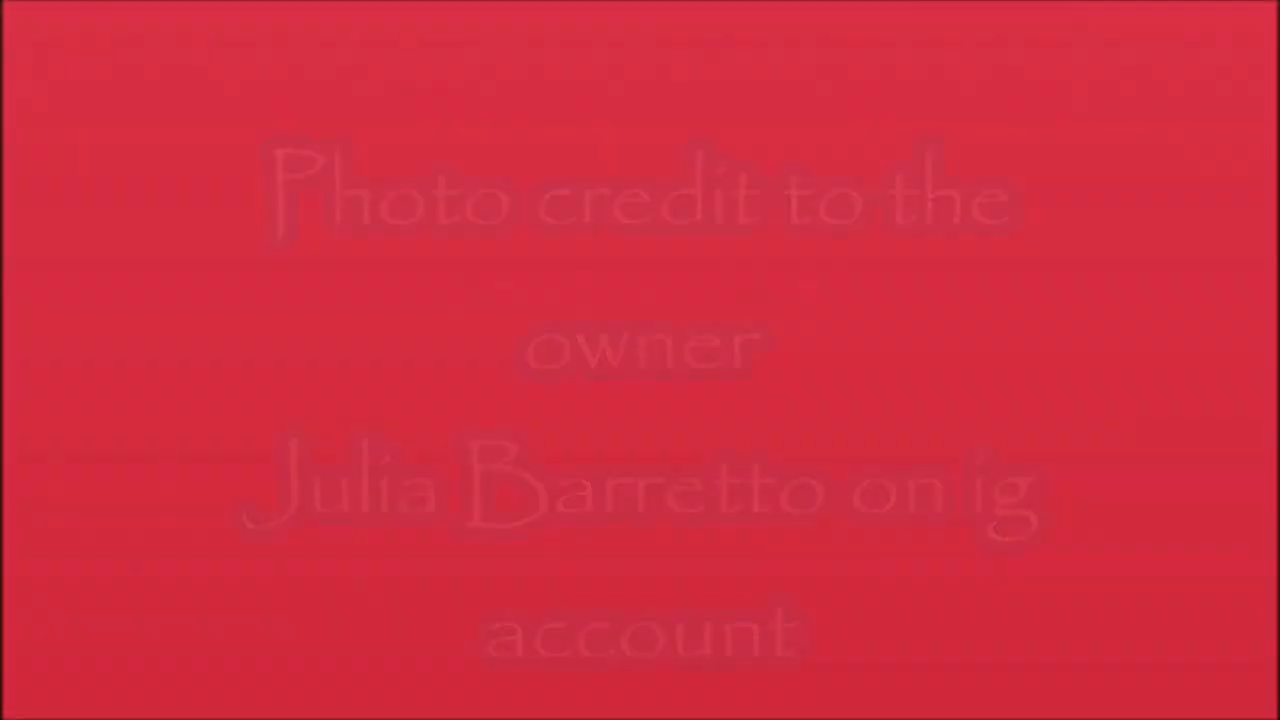 Photo credit to the
owner
Julia Barretto on ig
account